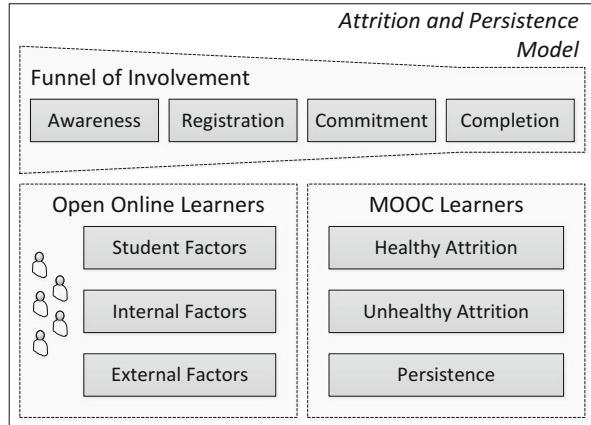 Attrition and Persistence
Model
Funnel of Involvement
Awareness
Registration
Commitment
Completion
Open Online Learners
Student Factors
Internal Factors
External Factors
MOOC Learners
Healthy Attrition
Unhealthy Attrition
Persistence